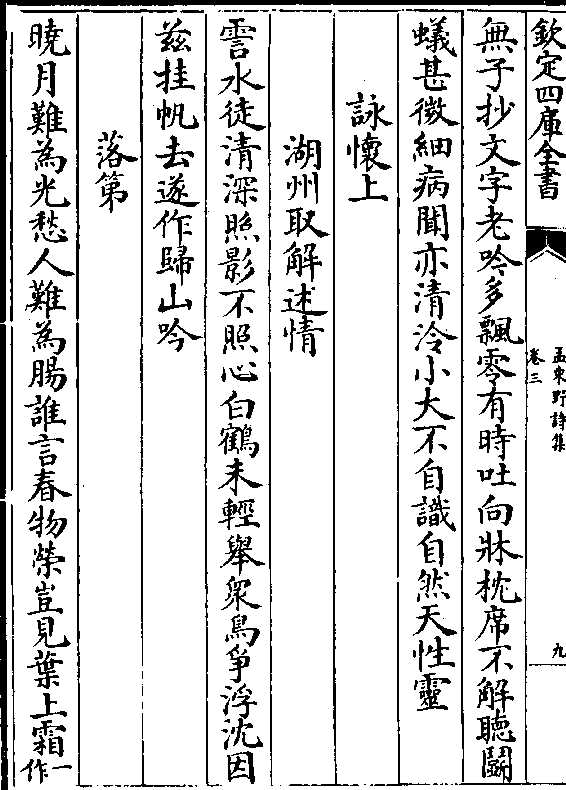 欽定四庫全書
孟東野詩集
卷三
九
無子抄文字老吟多飄零有時吐向牀枕席不解聽鬬
蟻甚微細病聞亦清泠小大不自識自然天性靈
詠懷上
湖州取解述情
霅水徒清深照影不照心白鶴未輕舉衆鳥爭浮沈因
兹挂帆去遂作歸山吟
落第
曉月難為光愁人難為腸誰言春物榮豈見葉上霜一作